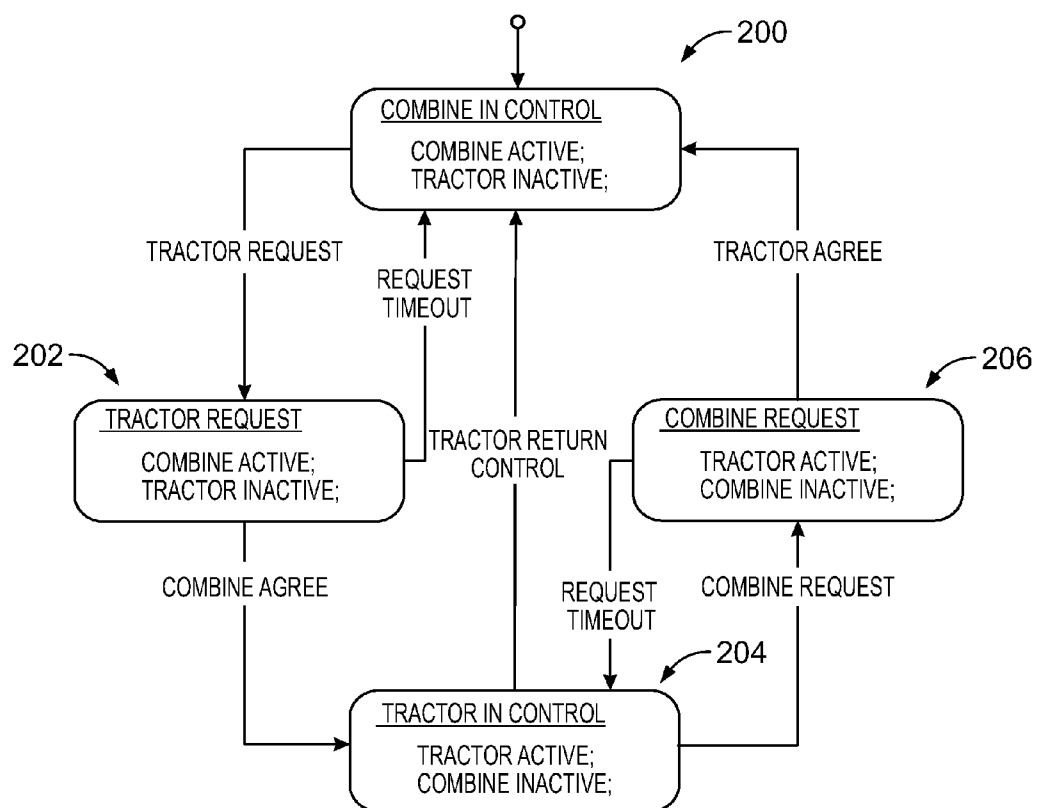 200
COMBINE IN CONTROL
COMBINE ACTIVE;
TRACTOR INACTIVE;
TRACTOR REQUEST
REQUEST
TIMEOUT
TRACTOR AGREE
202
206
TRACTOR REQUEST
COMBINE ACTIVE;
TRACTOR INACTIVE;
TRACTOR RETURN
CONTROL
COMBINE REQUEST
TRACTOR ACTIVE;
COMBINE INACTIVE;
COMBINE AGREE
REQUEST
TIMEOUT
COMBINE REQUEST
204
TRACTOR IN CONTROL
TRACTOR ACTIVE;
COMBINE INACTIVE;